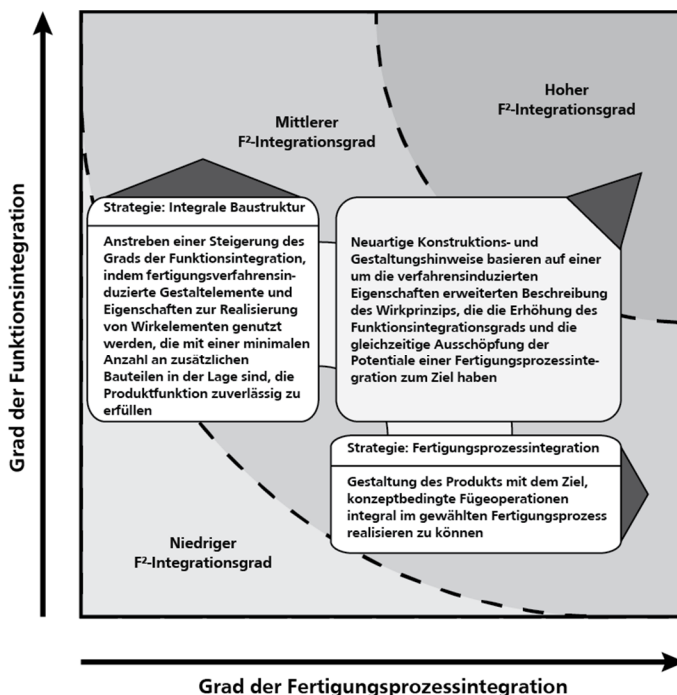 Grad der Funktionsintegration
Hoher
F²-Integrationsgrad
Mittlerer
F²-Integrationsgrad
Strategie: Integrale Baustruktur
Anstreben einer Steigerung des
Grads der Funktionsintegration,
indem fertigungsverfahrensin-
duzierte Gestaltelemente und
Eigenschaften zur Realisierung
von Wirkelementen genutzt
werden, die mit einer minimalen
Anzahl an zusätzlichen
Bauteilen in der Lage sind, die
Produktfunktion zuverlässig zu
erfüllen
Neuartige Konstruktions- und
Gestaltungshinweise basieren auf einer
um die verfahrensinduzierten
Eigenschaften erweiterten Beschreibung
des Wirkprinzips, die die Erhöhung des
Funktionsintegrationsgrads und die
gleichzeitige Ausschöpfung der
Potentiale einer Fertigungsprozessinte-
gration zum Ziel haben
Strategie: Fertigungsprozessintegration
Gestaltung des Produkts mit dem Ziel,
konzeptbedingte Fügeoperationen
integral im gewählten Fertigungsprozess
realisieren zu können
Niedriger
F²-Integrationsgrad
Grad der Fertigungsprozessintegration